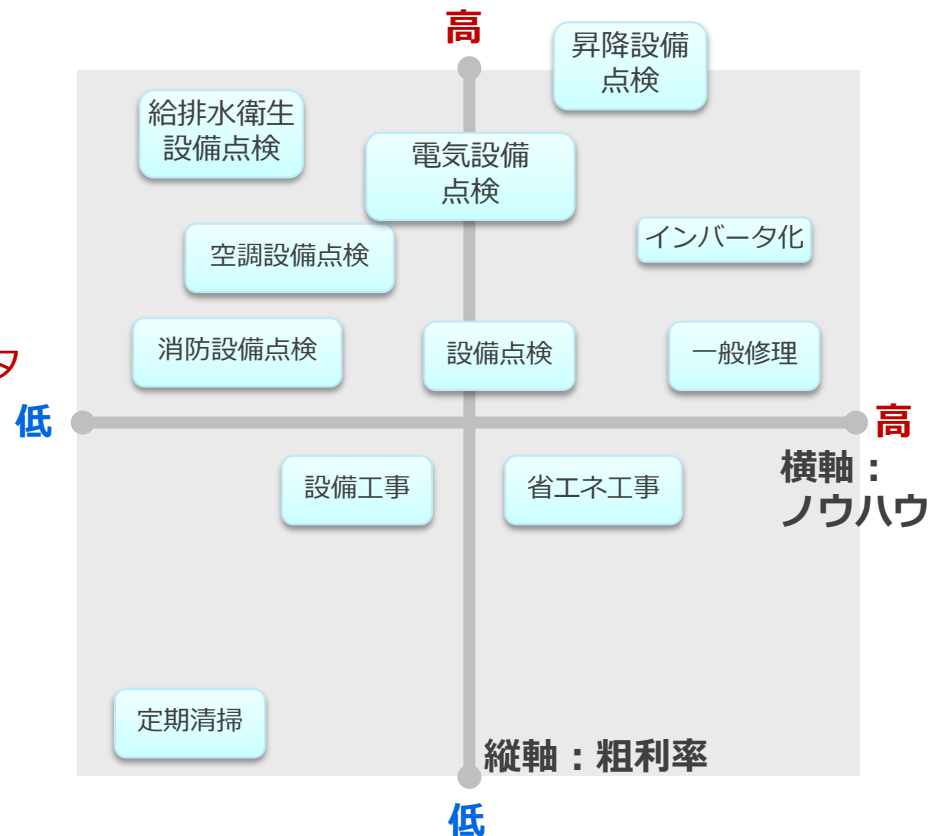 高
昇降設備
点検
給排水衛生
設備点検
電気設備
点検
インバータ化
空調設備点検
消防設備点検
設備点検
一般修理
タ
低
高
横軸：
ノウハウ
設備工事
省エネ工事
定期清掃
縦軸：粗利率
低